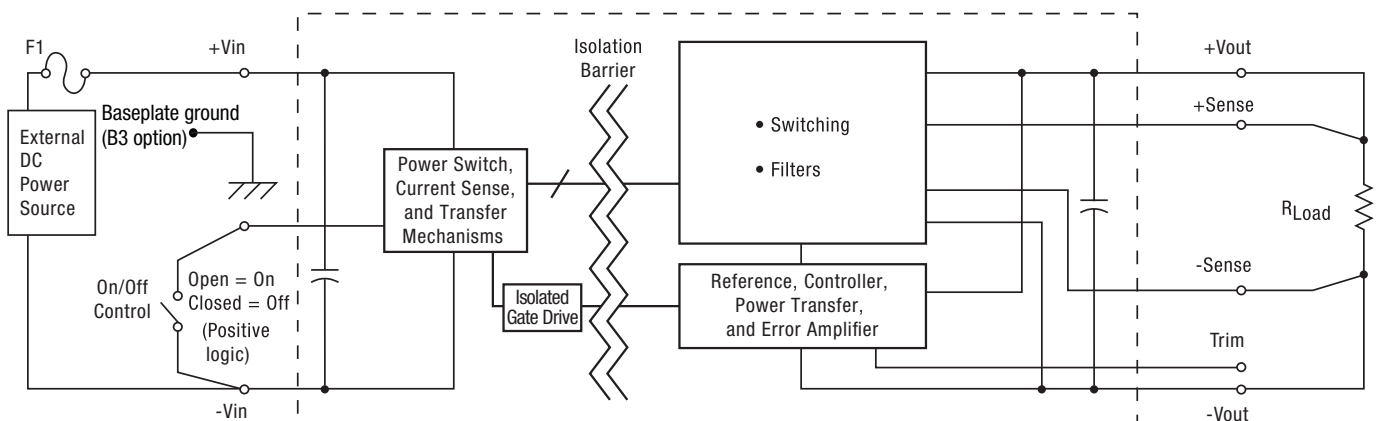 F1
+Vin
Baseplate ground
(B3 option)
External
DC
Power
Source
On/Off
Control
Open = On
Closed = Off
(Positive
logic)
-Vin
Power Switch,
Current Sense,
and Transfer
Mechanisms
Isolated
Gate Drive
Isolation
Barrier
• Switching
• Filters
Reference, Controller,
Power Transfer,
and Error Amplifier
+Vout
+Sense
RLoad
-Sense
Trim
-Vout